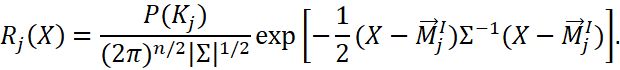 R_j(X) = \frac{P(K_j)}{(2\pi)^{n/2}|\Sigma|^{1/2}} \exp\left[-\frac{1}{2}(X - \vec{M}_j^I)\Sigma^{-1}(X - \vec{M}_j^I)\right].